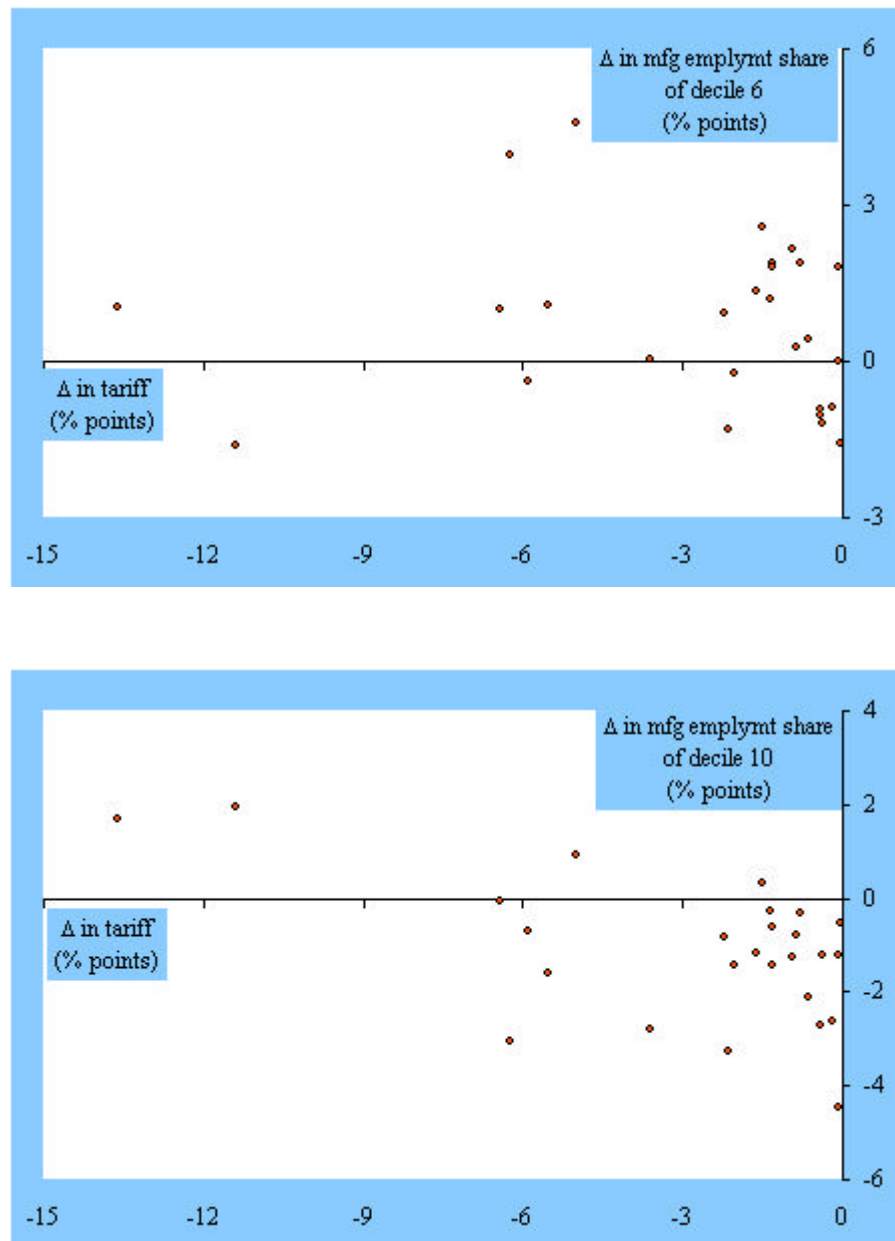 Δ in mfg emplymt share
of decile 6
(% points)
6
3
0
-3
Δ in tariff
(% points)
-15 -12 -9 -6 -3 0
Δ in mfg emplymt share
of decile 10
(% points)
4
2
0
-2
-4
-6
Δ in tariff
(% points)
-15 -12 -9 -6 -3 0